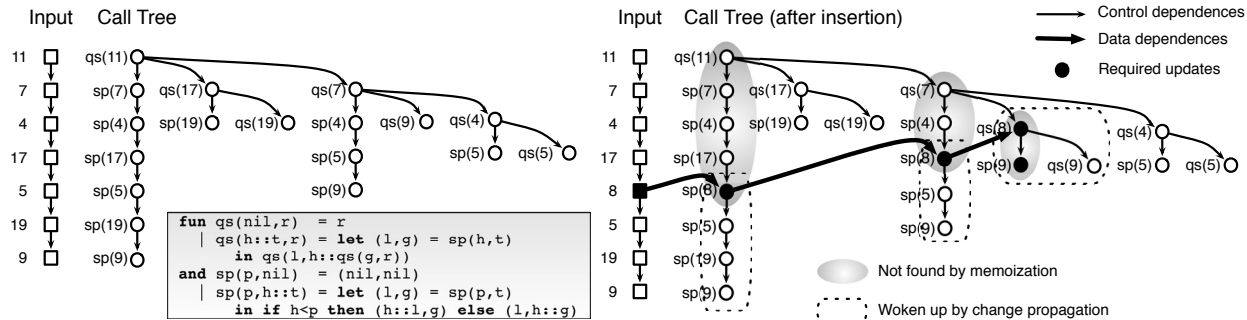 Input Call Tree
11 qs(11)
7 sp(7) qs(17) qs(7)
4 sp(4) sp(19) qs(19) sp(4) qs(9) qs(4)
17 sp(17) sp(5) sp(5) qs(5)
5 sp(5) sp(9)
19 sp(19)
9 sp(9)
fun qs(nil,r) = r
| qs(h::t,r) = let (l,g) = sp(h,t)
in qs(l,h::qs(g,r))
and sp(p,nil) = (nil,nil)
| sp(p,h::t) = let (l,g) = sp(p,t)
in if h<p then (h::l,g) else (l,h::g)
Input Call Tree (after insertion)
11 qs(11)
7 sp(7) qs(17) qs(7)
4 sp(4) sp(19) qs(19) sp(4) qs(8) qs(4)
17 sp(17) sp(8) sp(9) qs(9) sp(5) qs(5)
8 sp(8) sp(5)
5 sp(5) sp(9)
19 sp(19)
9 sp(9)
Control dependences
Data dependences
Required updates
Not found by memoization
Woken up by change propagation